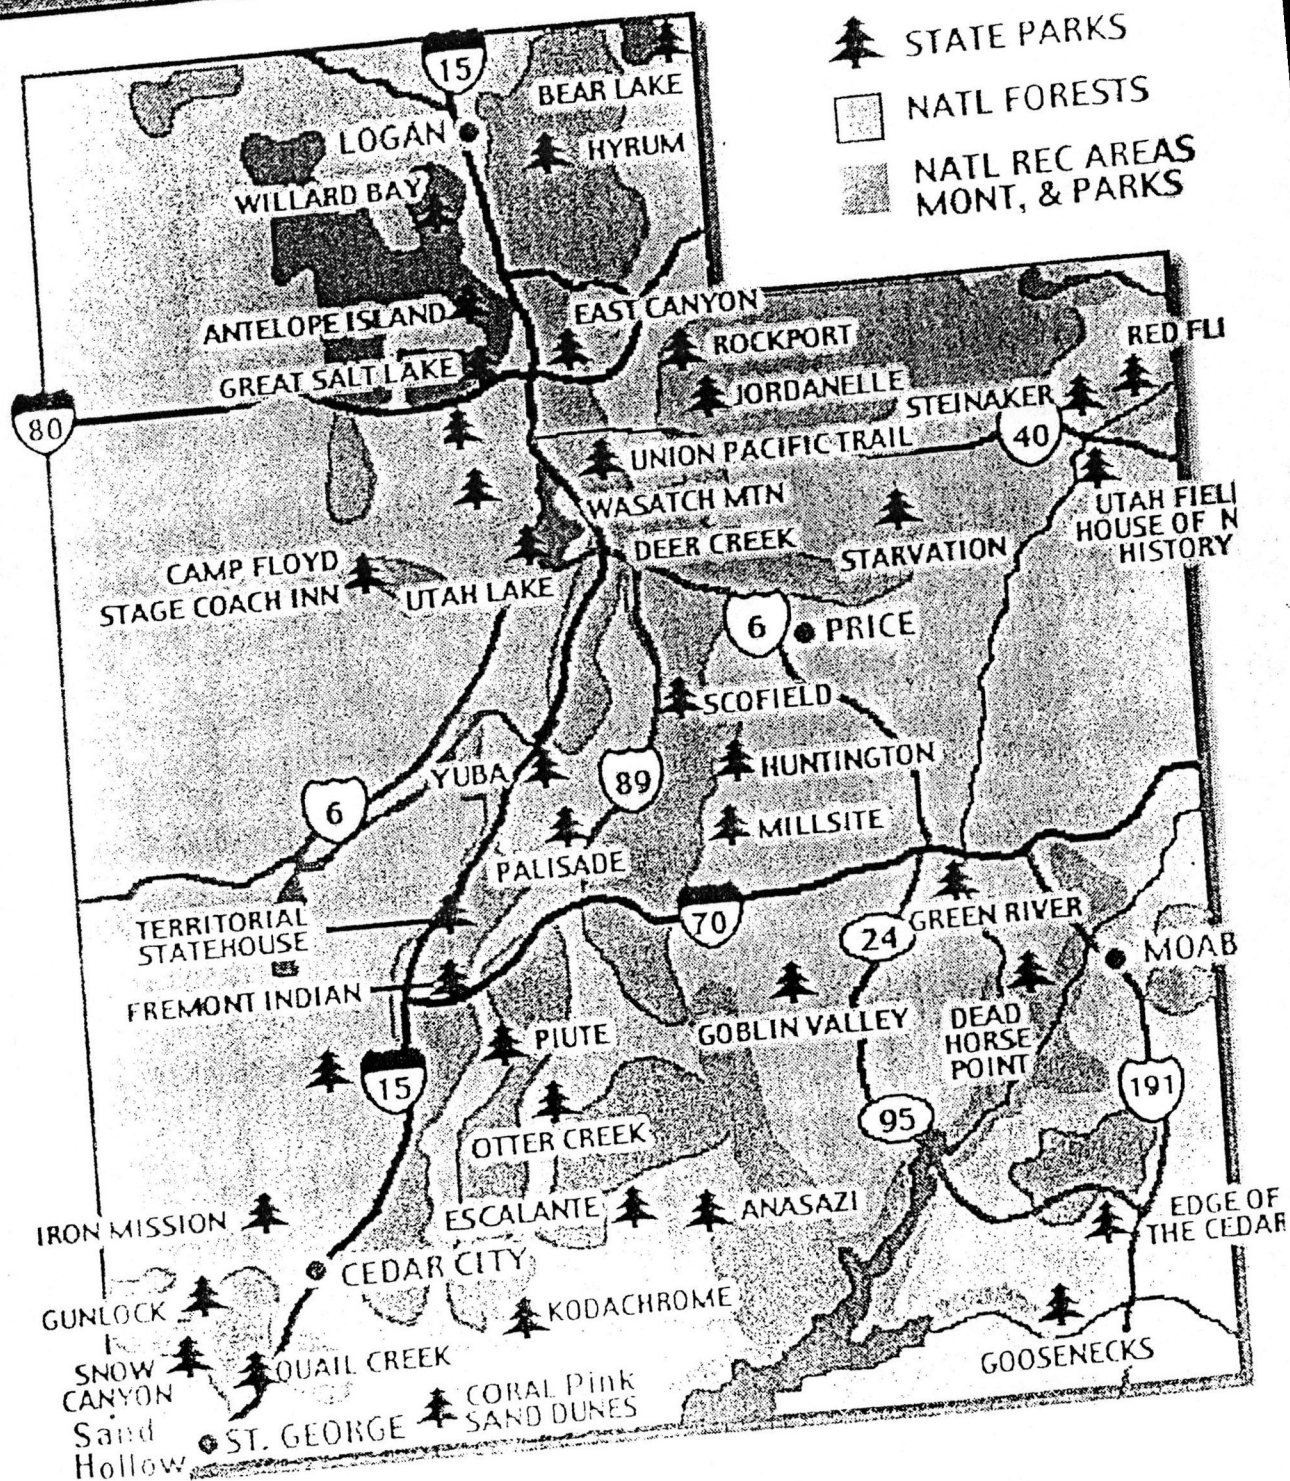 STATE PARKS
NATL FORESTS
NATL REC AREAS
MONT, & PARKS
15
BEAR LAKE
LOGAN
HYRUM
WILLARD BAY
ANTELOPE ISLAND
EAST CANYON
ROCKPORT
RED FLI
GREAT SALT LAKE
JORDANELLE
STEINAKER
80
40
UNION PACIFIC TRAIL
WASATCH MTN
UTAH FIEL
HOUSE OF N
HISTORY
DEER CREEK
STARVATION
CAMP FLOYD
STAGE COACH INN
UTAH LAKE
6
PRICE
SCOFIELD
YUBA
89
HUNTINGTON
6
MILLSITE
PALISADE
TERRITORIAL
STATEHOUSE
70
24
GREEN RIVER
MOAB
FREMONT INDIAN
PIUTE
GOBLIN VALLEY
DEAD
HORSE
POINT
15
191
95
OTTER CREEK
IRON MISSION
ESCALANTE
ANASAZI
EDGE OF
THE CEDAR
CEDAR CITY
GUNLOCK
KODACHROME
SNOW
CANYON
QUAIL CREEK
GOOSENECKS
CORAL Pink
SAND DUNES
Sand
Hollow
ST. GEORGE